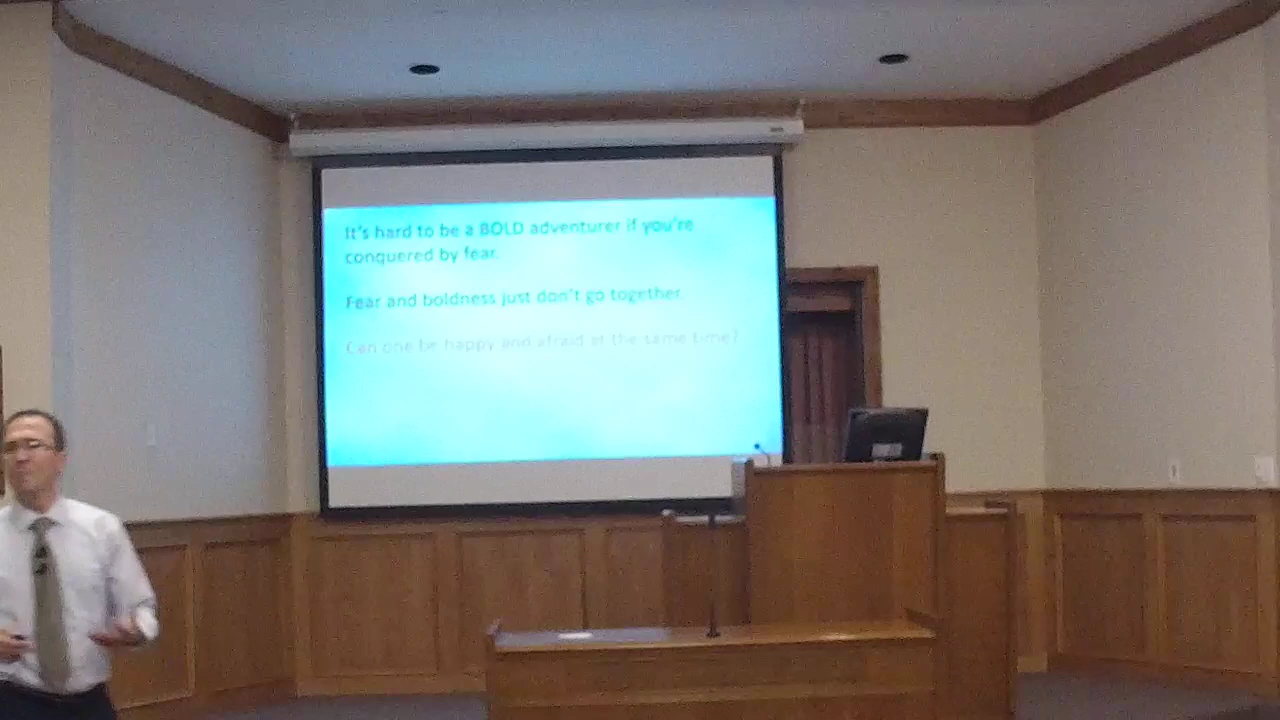 It's hard to be a BOLD adventurer if you're
conquered by fear.
Fear and boldness just don't go together.
Can one be happy and afraid at the same time?